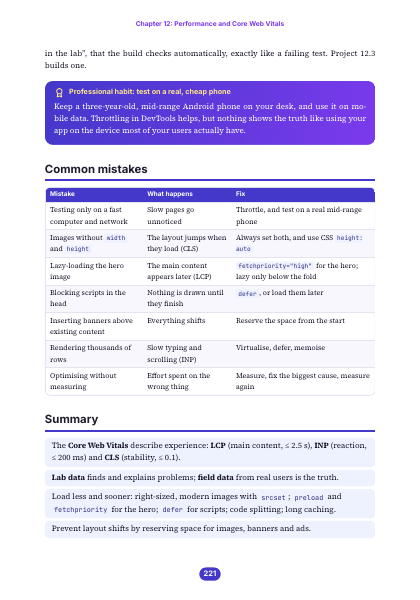 Chapter 12: Performance and Core Web Vitals
in the lab", that the build checks automatically, exactly like a failing test. Project 12.3
builds one.
Professional habit: test on a real, cheap phone
Keep a three-year-old, mid-range Android phone on your desk, and use it on mo-
bile data. Throttling in DevTools helps, but nothing shows the truth like using your
app on the device most of your users actually have.
Common mistakes
Mistake What happens Fix
Testing only on a fast Slow pages go Throttle, and test on a real mid-range
computer and network unnoticed phone
Images without width The layout jumps when Always set both, and use CSS height:
and height they load (CLS) auto
Lazy-loading the hero The main content fetchpriority="high" for the hero;
image appears later (LCP) lazy only below the fold
Blocking scripts in the Nothing is drawn until defer, or load them later
head they finish
Inserting banners above Everything shifts Reserve the space from the start
existing content
Rendering thousands of Slow typing and Virtualise, defer, memoise
rows scrolling (INP)
Optimising without Effort spent on the Measure, fix the biggest cause, measure
measuring wrong thing again
Summary
The Core Web Vitals describe experience: LCP (main content, ≤ 2.5 s), INP (reaction,
≤ 200 ms) and CLS (stability, ≤ 0.1).
Lab data finds and explains problems; field data from real users is the truth.
Load less and sooner: right-sized, modern images with srcset; preload and
fetchpriority for the hero; defer for scripts; code splitting; long caching.
Prevent layout shifts by reserving space for images, banners and ads.
221